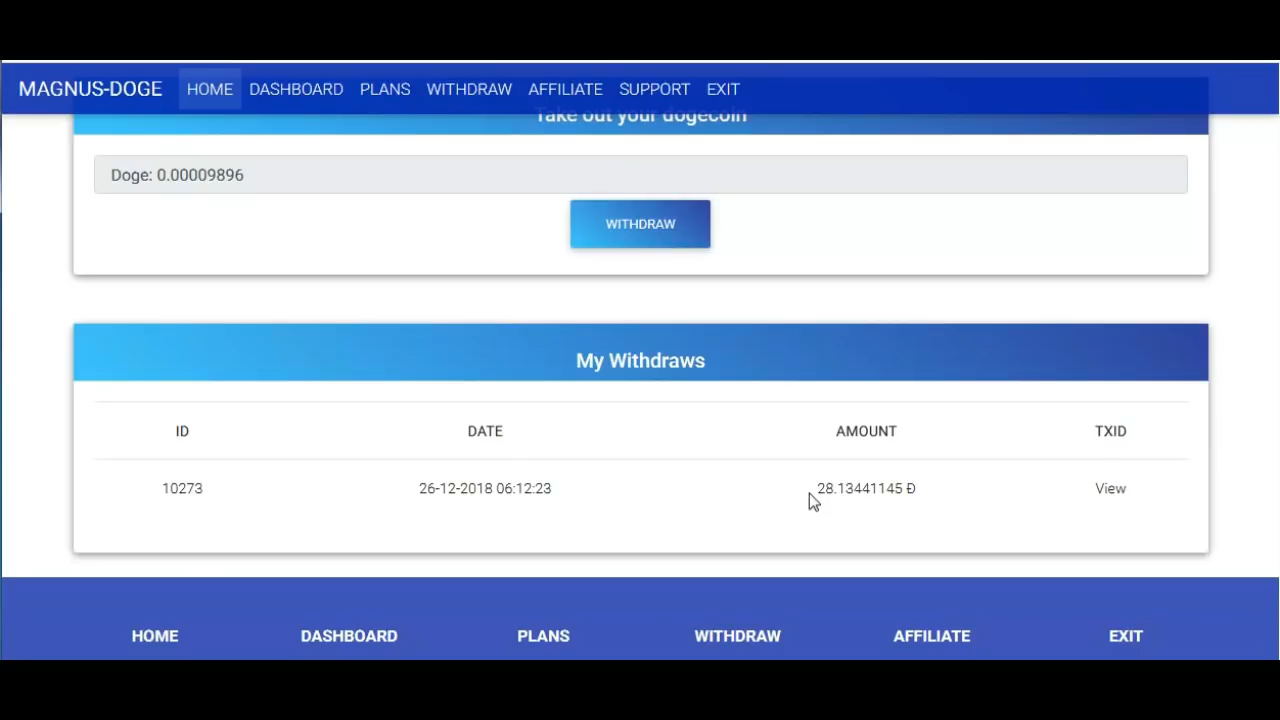 MAGNUS-DOGE HOME DASHBOARD PLANS WITHDRAW AFFILIATE SUPPORT EXIT
Take out your dogecoin
Doge: 0.00009896
WITHDRAW
My Withdraws
ID DATE AMOUNT TXID
10273 26-12-2018 06:12:23 28.13441145 Ð View
HOME DASHBOARD PLANS WITHDRAW AFFILIATE EXIT